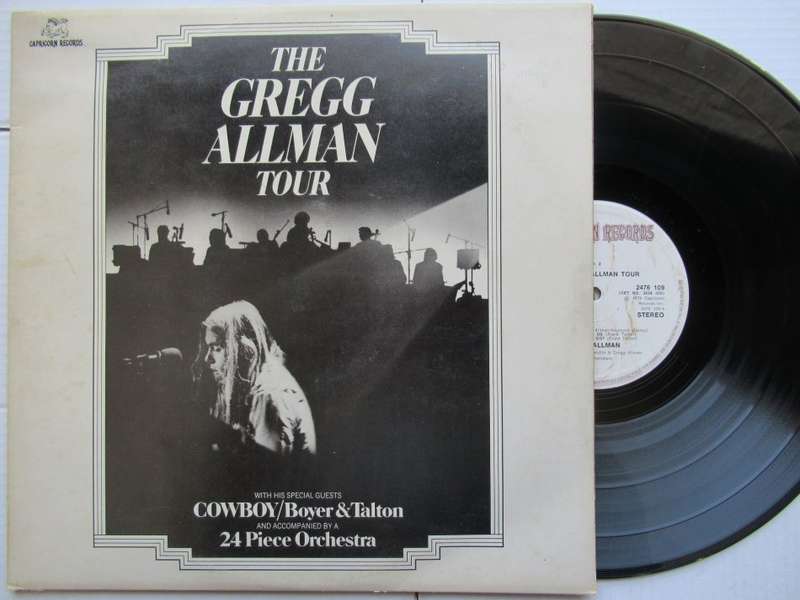 CAPRICORN RECORDS
THE
GREGG
ALLMAN
TOUR
WITH HIS SPECIAL GUESTS
COWBOY/Boyer & Talton
AND ACCOMPANIED BY A
24 Piece Orchestra
N RECORDS
ALLMAN TOUR
2476 109
STEREO
ALLMAN